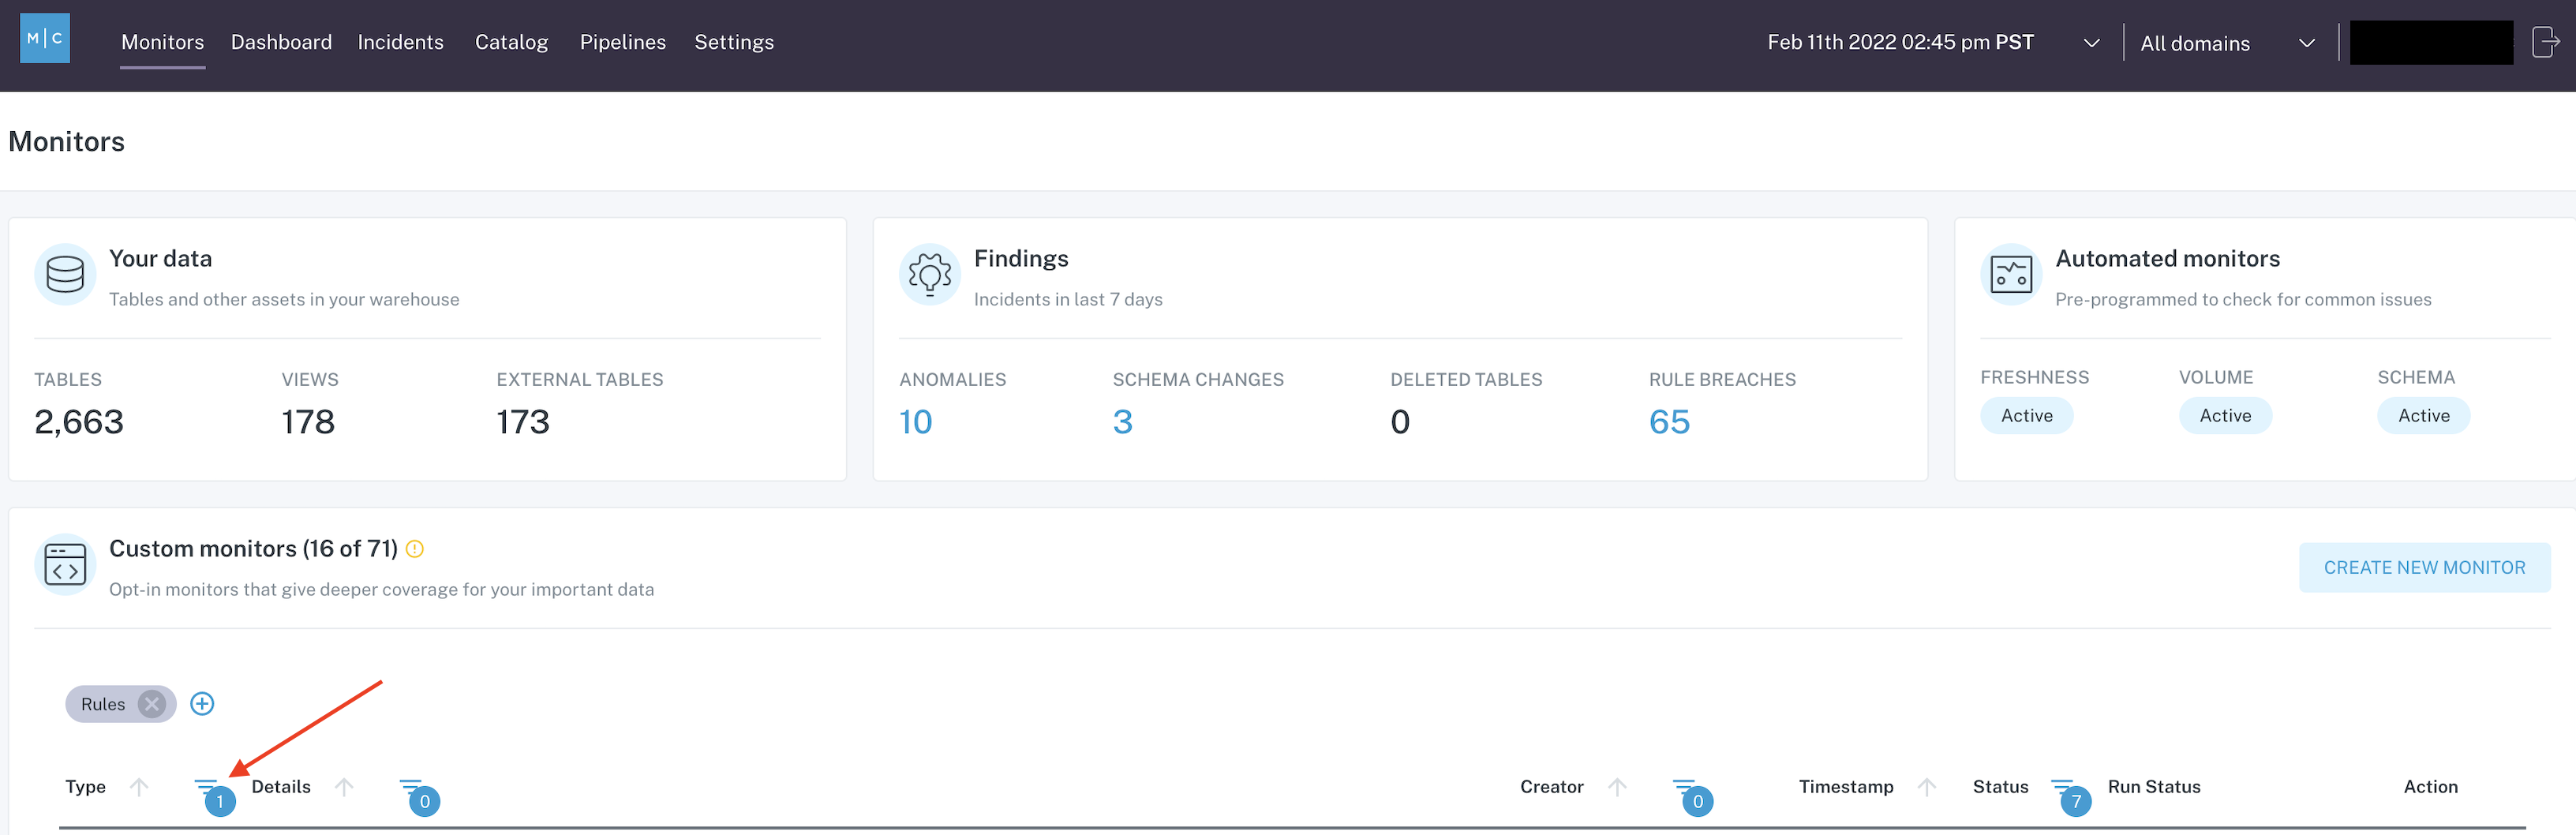 M|C
Monitors Dashboard Incidents Catalog Pipelines Settings Feb 11th 2022 02:45 pm PST All domains
Monitors
Your data
Tables and other assets in your warehouse
TABLES VIEWS EXTERNAL TABLES
2,663 178 173
Findings
Incidents in last 7 days
ANOMALIES SCHEMA CHANGES DELETED TABLES RULE BREACHES
10 3 0 65
Automated monitors
Pre-programmed to check for common issues
FRESHNESS VOLUME SCHEMA
Active Active Active
Custom monitors (16 of 71)
Opt-in monitors that give deeper coverage for your important data
CREATE NEW MONITOR
Rules
Type 1 Details 0 Creator 0 Timestamp Status 7 Run Status Action